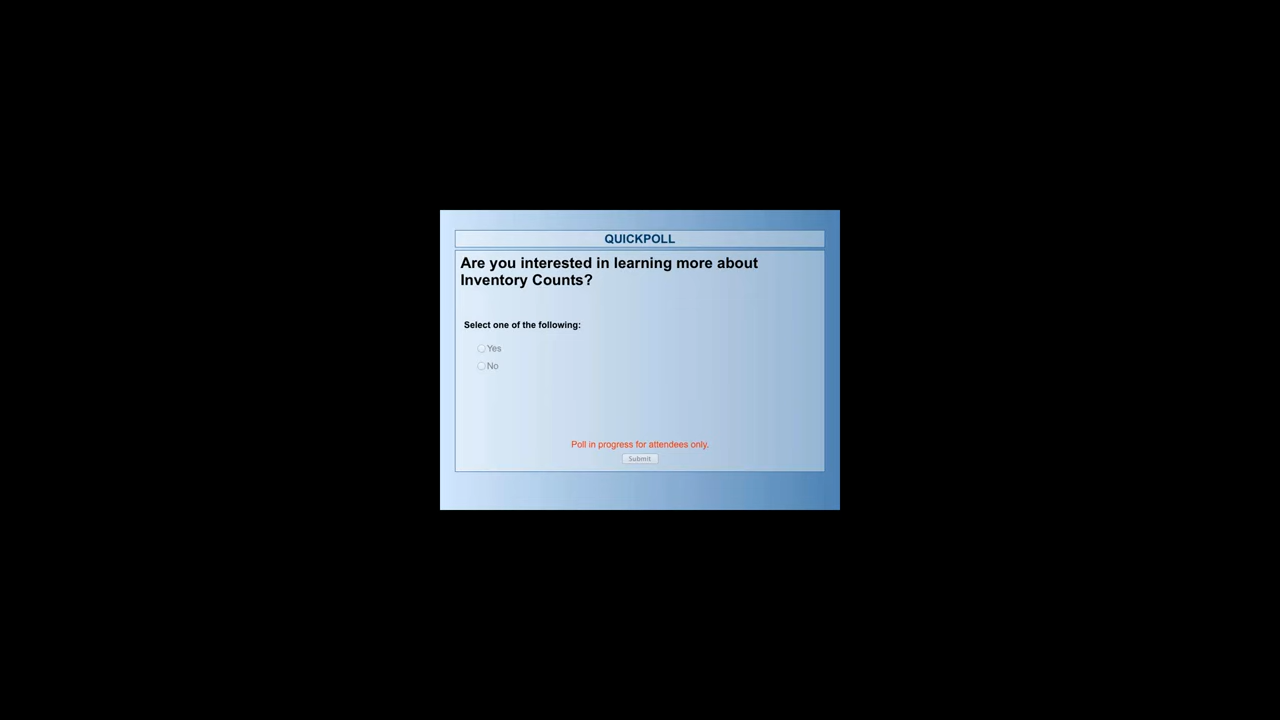 QUICKPOLL
Are you interested in learning more about
Inventory Counts?
Select one of the following:
Yes
No
Poll in progress for attendees only.
Submit